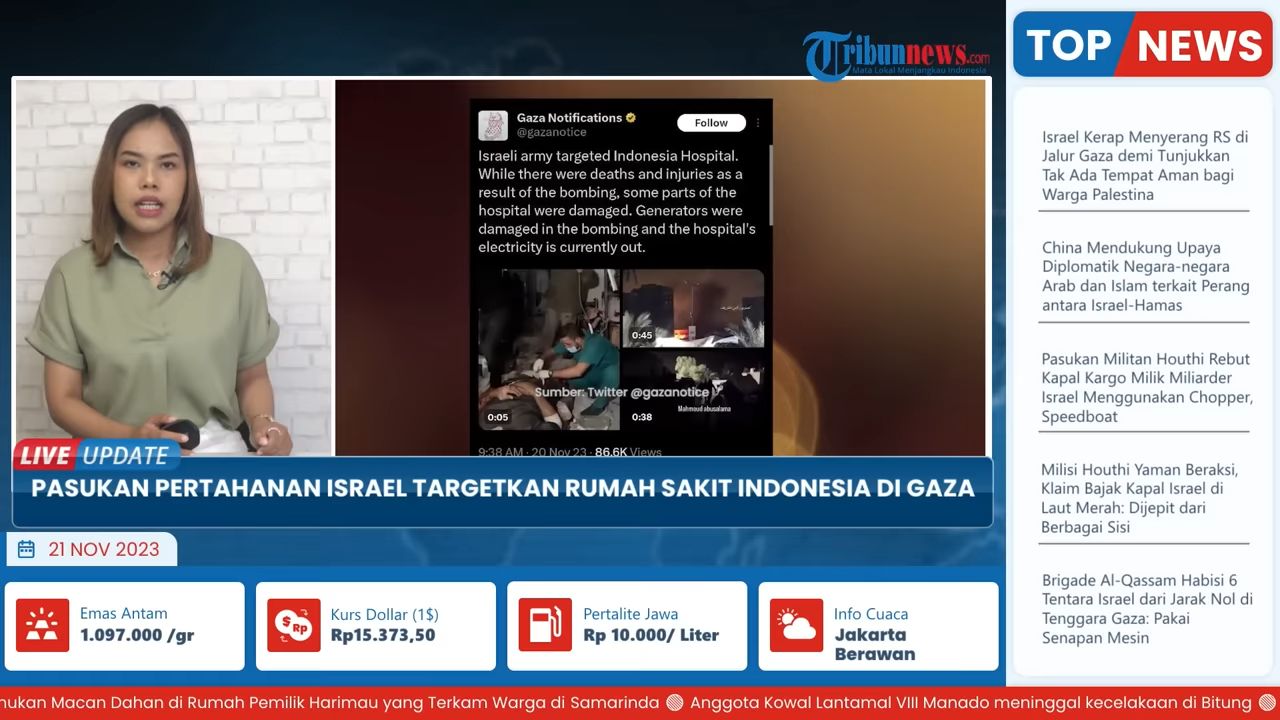 Tribunnews.com
Mata Lokal Menjangkau Indonesia
TOP NEWS
Gaza Notifications
@gazanotice
Follow
Israeli army targeted Indonesia Hospital.
While there were deaths and injuries as a
result of the bombing, some parts of the
hospital were damaged. Generators were
damaged in the bombing and the hospital's
electricity is currently out.
0:45
Sumber: Twitter @gazanotice
Mahmoud abusalama
0:05
0:38
9:38 AM · 20 Nov 23 · 86.6K Views
LIVE UPDATE
PASUKAN PERTAHANAN ISRAEL TARGETKAN RUMAH SAKIT INDONESIA DI GAZA
21 NOV 2023
Emas Antam
1.097.000 /gr
Kurs Dollar (1$)
Rp15.373,50
Rp
Pertalite Jawa
Rp 10.000/ Liter
Info Cuaca
Jakarta
Berawan
Israel Kerap Menyerang RS di
Jalur Gaza demi Tunjukkan
Tak Ada Tempat Aman bagi
Warga Palestina
China Mendukung Upaya
Diplomatik Negara-negara
Arab dan Islam terkait Perang
antara Israel-Hamas
Pasukan Militan Houthi Rebut
Kapal Kargo Milik Miliarder
Israel Menggunakan Chopper,
Speedboat
Milisi Houthi Yaman Beraksi,
Klaim Bajak Kapal Israel di
Laut Merah: Dijepit dari
Berbagai Sisi
Brigade Al-Qassam Habisi 6
Tentara Israel dari Jarak Nol di
Tenggara Gaza: Pakai
Senapan Mesin
Macan Dahan di Rumah Pemilik Harimau yang Terkam Warga di Samarinda
Anggota Kowal Lantamal VIII Manado meninggal kecelakaan di Bitung